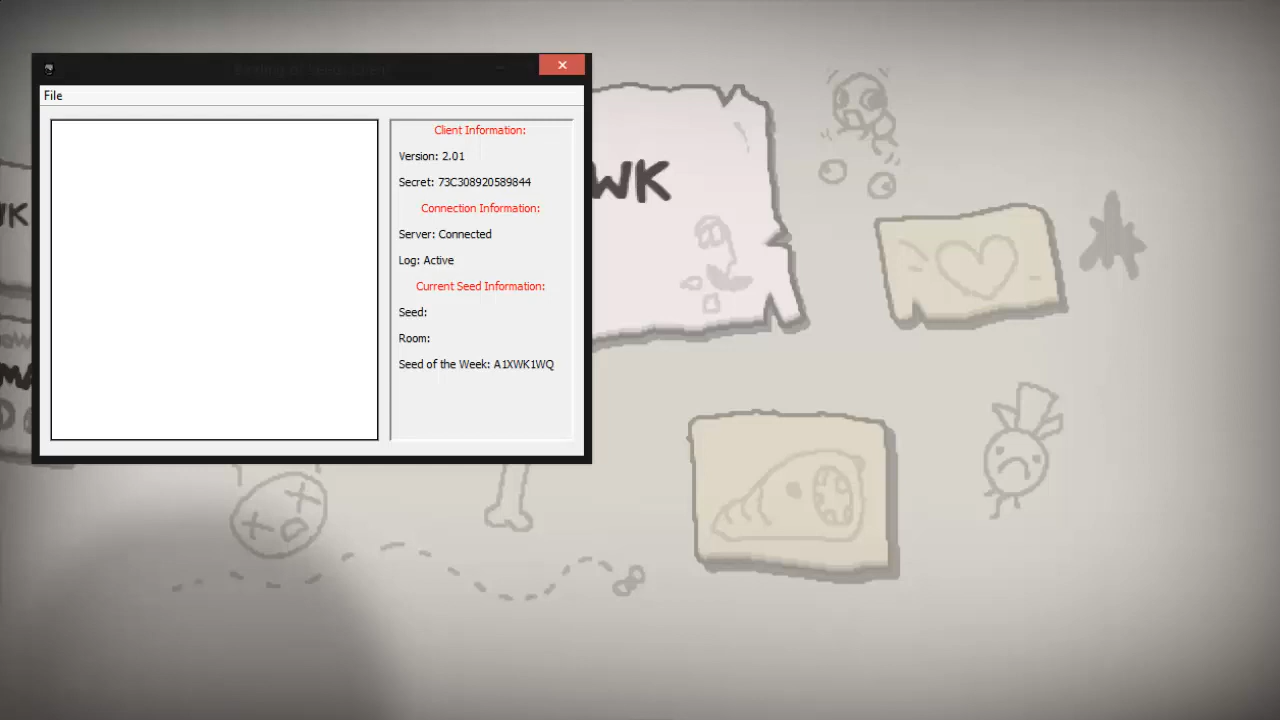 File
Client Information:
Version: 2.01
Secret: 73C308920589844
Connection Information:
Server: Connected
Log: Active
Current Seed Information:
Seed:
Room:
Seed of the Week: A1XWK1WQ
WK